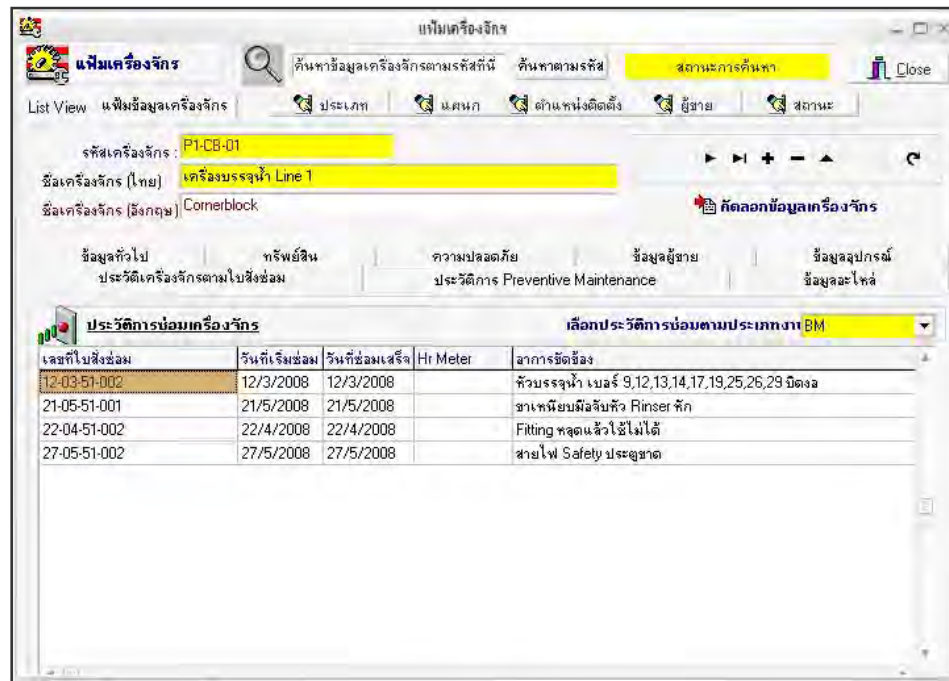 แฟ้มเครื่องจักร
แฟ้มเครื่องจักร ค้นหาข้อมูลเครื่องจักรตามรหัสที่นี่ ค้นหาตามรหัส สถานะการค้นหา Close
List View แฟ้มข้อมูลเครื่องจักร ประเภท แผนก ตำแหน่งติดตั้ง ผู้ขาย สถานะ
รหัสเครื่องจักร : P1-CB-01
ชื่อเครื่องจักร (ไทย) เครื่องบรรจุน้ำ Line 1
ชื่อเครื่องจักร (อังกฤษ) Cornerblock คัดลอกข้อมูลเครื่องจักร
ข้อมูลทั่วไป ทรัพย์สิน ความปลอดภัย ข้อมูลผู้ขาย ข้อมูลอุปกรณ์
ประวัติเครื่องจักรตามใบสั่งซ่อม ประวัติการ Preventive Maintenance ข้อมูลอะไหล่
ประวัติการซ่อมเครื่องจักร เลือกประวัติการซ่อมตามประเภทงาน BM
เลขที่ใบสั่งซ่อม วันที่เริ่มซ่อม วันที่ซ่อมเสร็จ Hr Meter อาการขัดข้อง
12-03-51-002 12/3/2008 12/3/2008 หัวบรรจุน้ำ เบอร์ 9,12,13,14,17,19,25,26,29 บิดงอ
21-05-51-001 21/5/2008 21/5/2008 ขาเหนียบมือจับหัว Rinser หัก
22-04-51-002 22/4/2008 22/4/2008 Fitting หลุดแล้วใช้ไม่ได้
27-05-51-002 27/5/2008 27/5/2008 สายไฟ Safety ประตูขาด